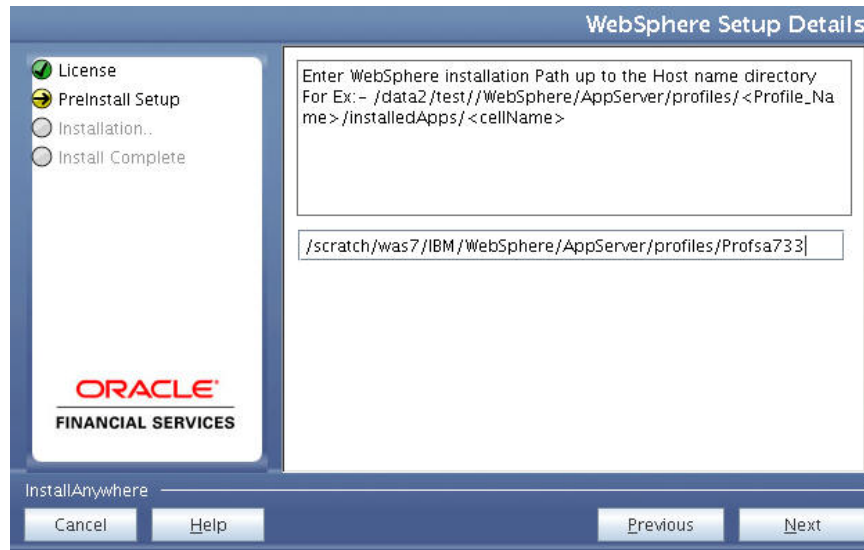 WebSphere Setup Details
License
PreInstall Setup
Installation..
Install Complete
Enter WebSphere installation Path up to the Host name directory
For Ex:- /data2/test//WebSphere/AppServer/profiles/<Profile_Na
me>/installedApps/<cellName>
/scratch/was7/IBM/WebSphere/AppServer/profiles/Profsa733
ORACLE
FINANCIAL SERVICES
InstallAnywhere
Cancel
Help
Previous
Next